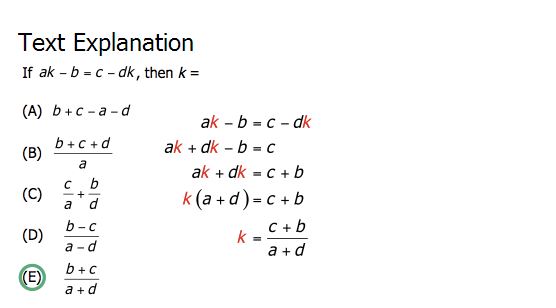 Text Explanation
If ak – b = c – dk, then k =
(A) b + c – a – d
(B) \frac{b + c + d}{a}
(C) \frac{c}{a} + \frac{b}{d}
(D) \frac{b – c}{a – d}
(E) \frac{b + c}{a + d}
ak – b = c – dk
ak + dk – b = c
ak + dk = c + b
k (a + d) = c + b
k = \frac{c + b}{a + d}